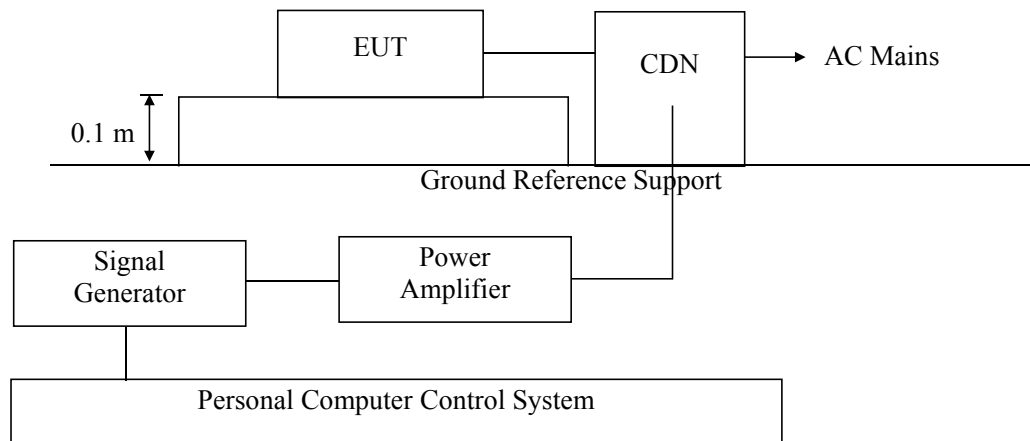 EUT
CDN
AC Mains
0.1 m
Ground Reference Support
Signal
Generator
Power
Amplifier
Personal Computer Control System